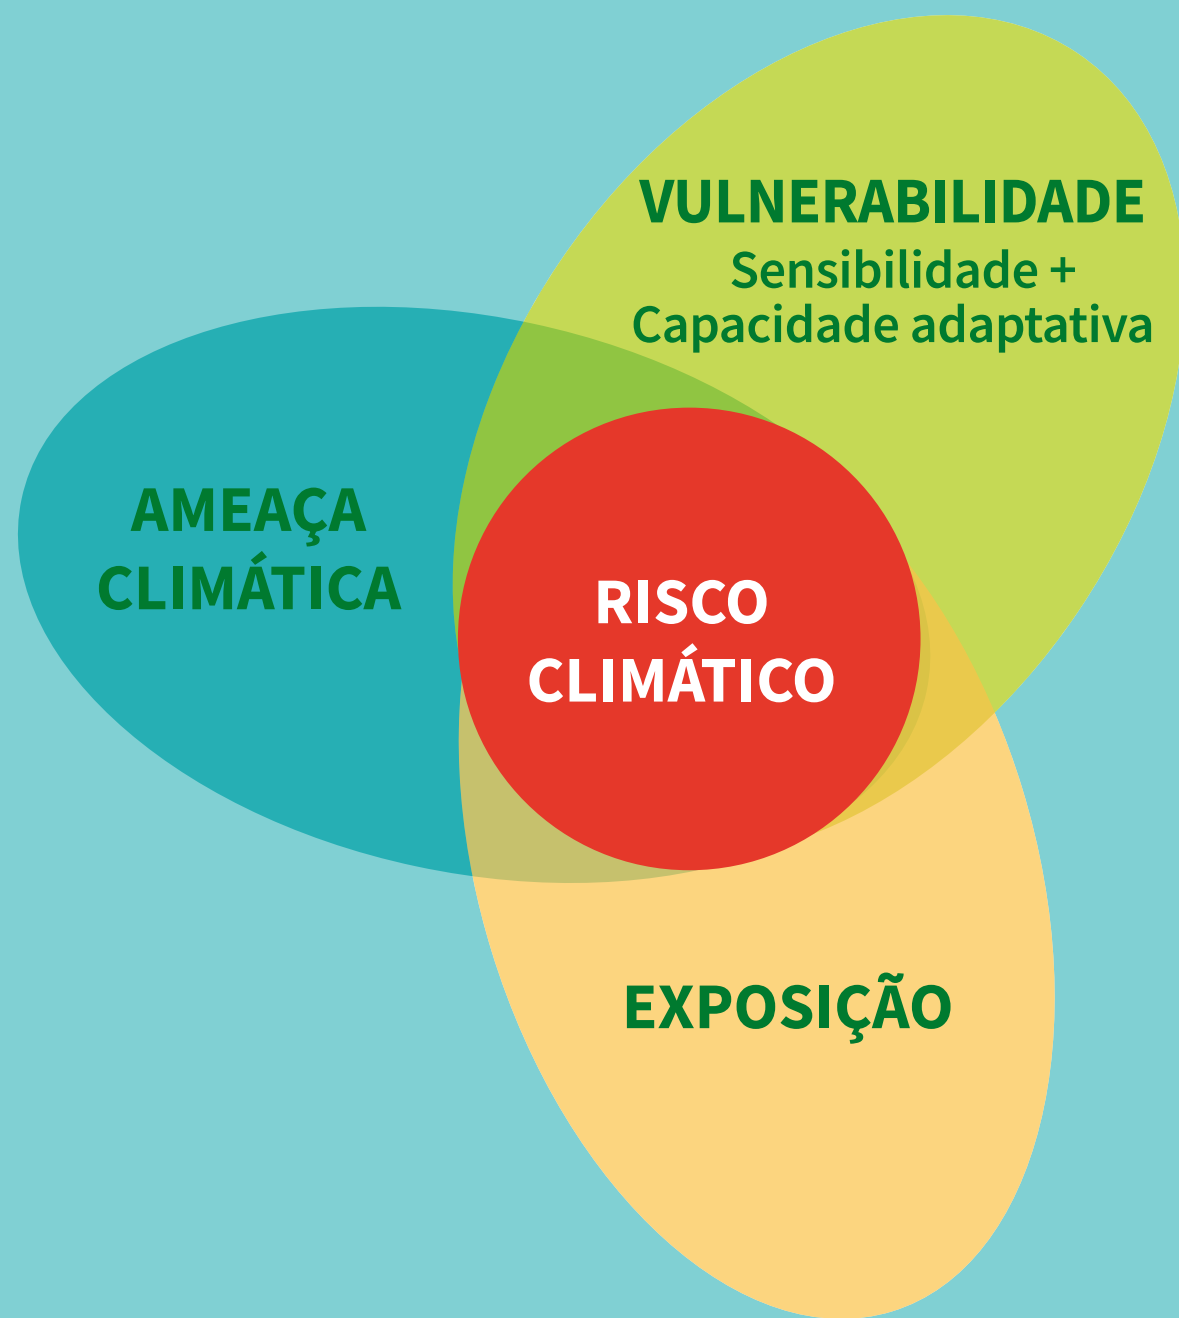 VULNERABILIDADE
Sensibilidade +
Capacidade adaptativa
AMEAÇA
CLIMÁTICA
RISCO
CLIMÁTICO
EXPOSIÇÃO